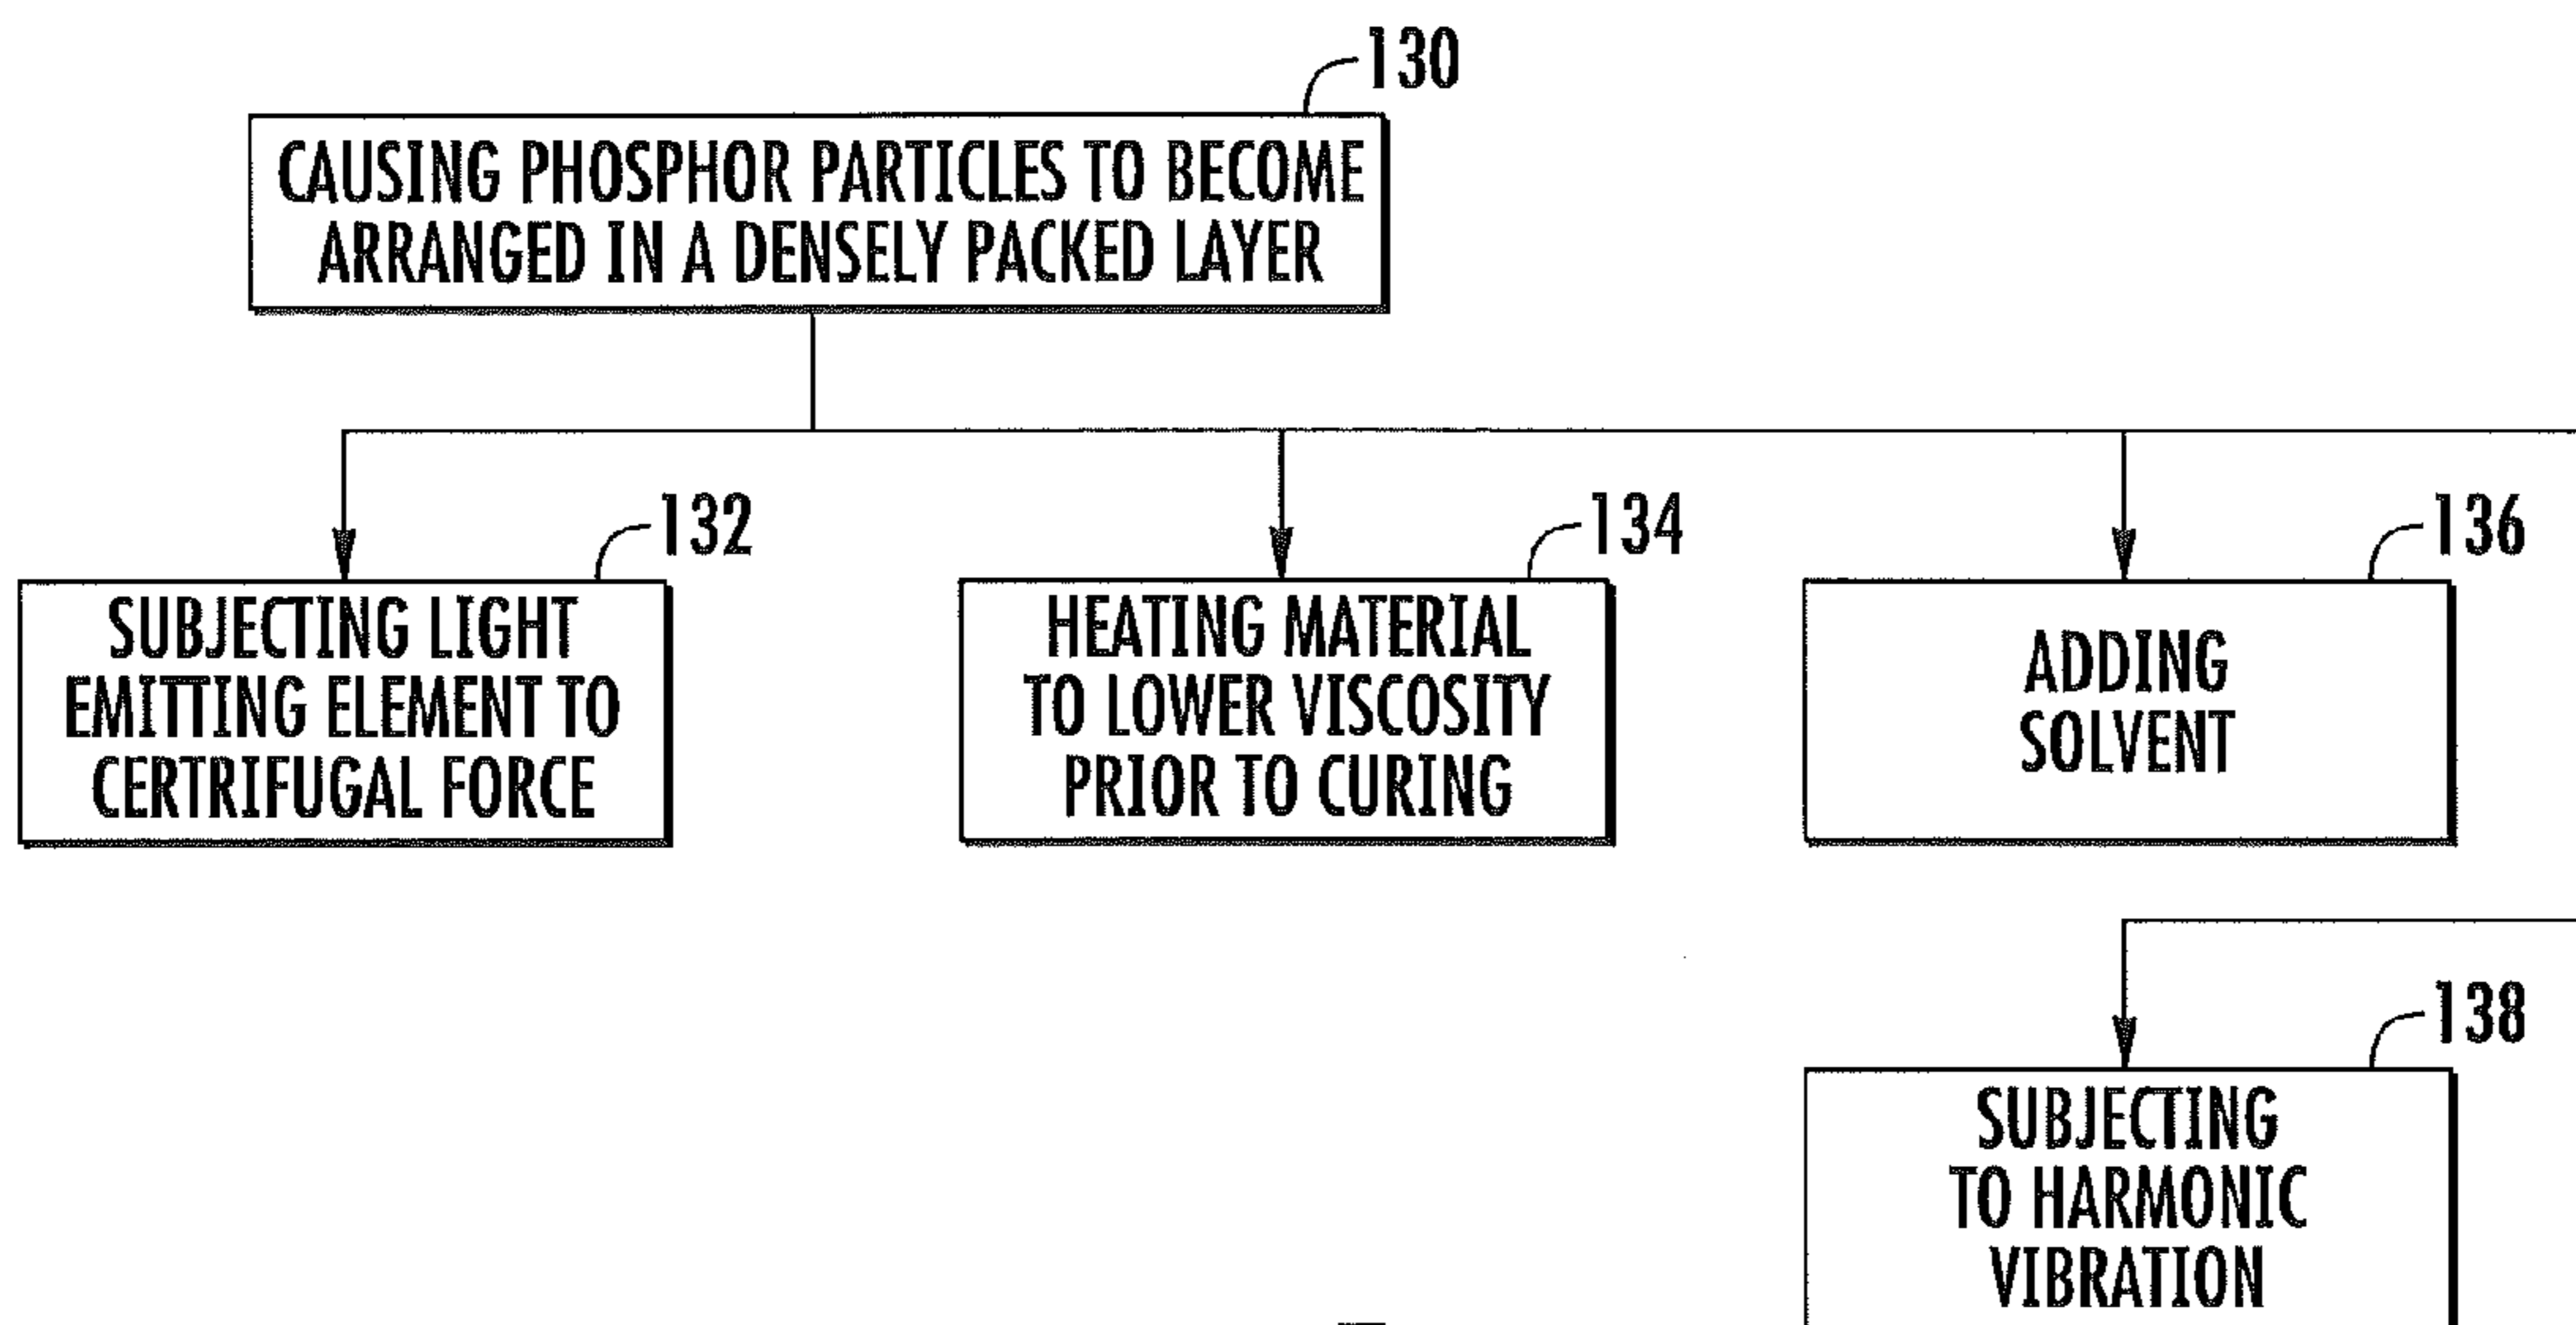 130
CAUSING PHOSPHOR PARTICLES TO BECOME
ARRANGED IN A DENSELY PACKED LAYER
132
SUBJECTING LIGHT
EMITTING ELEMENT TO
CERTRIFUGAL FORCE
134
HEATING MATERIAL
TO LOWER VISCOSITY
PRIOR TO CURING
136
ADDING
SOLVENT
138
SUBJECTING
TO HARMONIC
VIBRATION